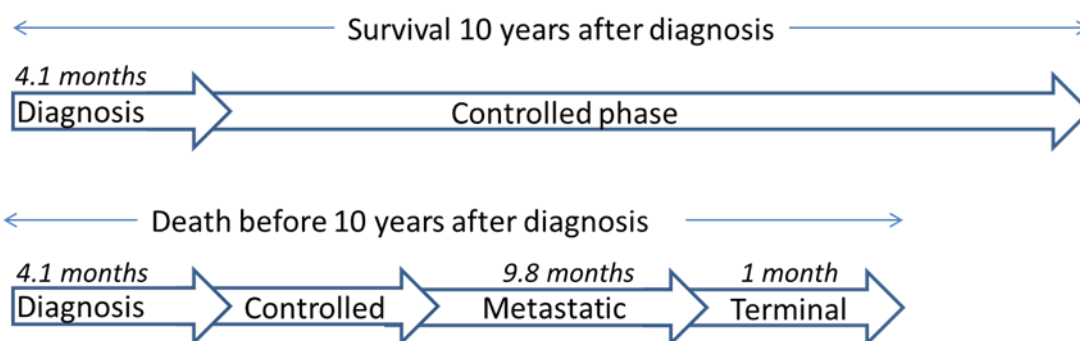 Survival 10 years after diagnosis
4.1 months
Diagnosis
Controlled phase
Death before 10 years after diagnosis
4.1 months 9.8 months 1 month
Diagnosis Controlled Metastatic Terminal